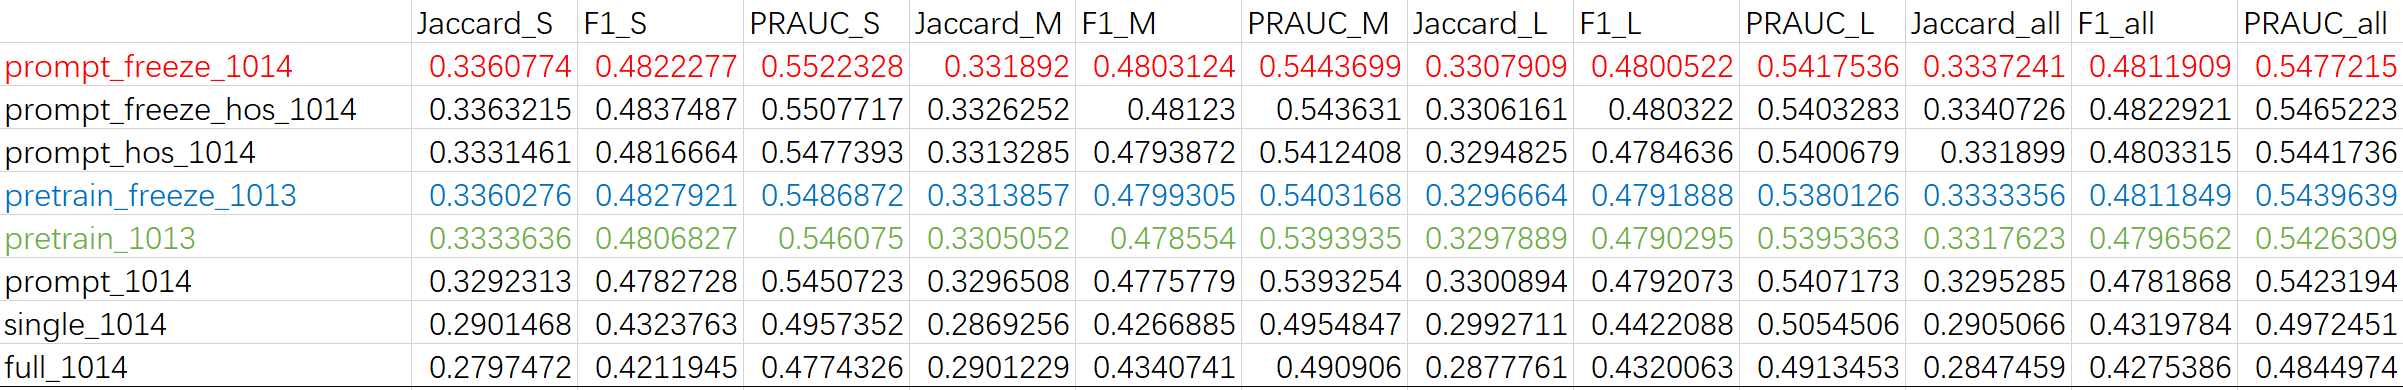 Jaccard_S F1_S PRAUC_S Jaccard_M F1_M PRAUC_M Jaccard_L F1_L PRAUC_L Jaccard_all F1_all PRAUC_all
prompt_freeze_1014 0.3360774 0.4822277 0.5522328 0.331892 0.4803124 0.5443699 0.3307909 0.4800522 0.5417536 0.3337241 0.4811909 0.5477215
prompt_freeze_hos_1014 0.3363215 0.4837487 0.5507717 0.3326252 0.48123 0.543631 0.3306161 0.480322 0.5403283 0.3340726 0.4822921 0.5465223
prompt_hos_1014 0.3331461 0.4816664 0.5477393 0.3313285 0.4793872 0.5412408 0.3294825 0.4784636 0.5400679 0.331899 0.4803315 0.5441736
pretrain_freeze_1013 0.3360276 0.4827921 0.5486872 0.3313857 0.4799305 0.5403168 0.3296664 0.4791888 0.5380126 0.3333356 0.4811849 0.5439639
pretrain_1013 0.3333636 0.4806827 0.546075 0.3305052 0.478554 0.5393935 0.3297889 0.4790295 0.5395363 0.3317623 0.4796562 0.5426309
prompt_1014 0.3292313 0.4782728 0.5450723 0.3296508 0.4775779 0.5393254 0.3300894 0.4792073 0.5407173 0.3295285 0.4781868 0.5423194
single_1014 0.2901468 0.4323763 0.4957352 0.2869256 0.4266885 0.4954847 0.2992711 0.4422088 0.5054506 0.2905066 0.4319784 0.4972451
full_1014 0.2797472 0.4211945 0.4774326 0.2901229 0.4340741 0.490906 0.2877761 0.4320063 0.4913453 0.2847459 0.4275386 0.4844974